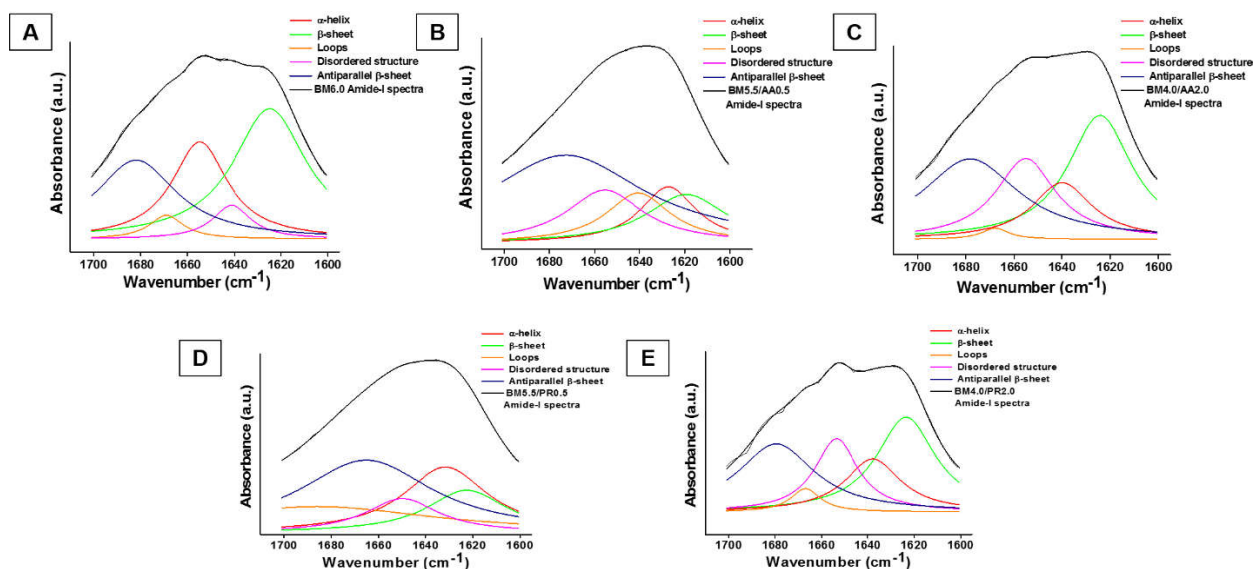 A
α-helix
β-sheet
Loops
Disordered structure
Antiparallel β-sheet
BM6.0 Amide-I spectra
Absorbance (a.u.)
1700 1680 1660 1640 1620 1600
Wavenumber (cm-1)
B
α-helix
β-sheet
Loops
Disordered structure
Antiparallel β-sheet
BM5.5/AA0.5
Amide-I spectra
Absorbance (a.u.)
1700 1680 1660 1640 1620 1600
Wavenumber (cm-1)
C
α-helix
β-sheet
Loops
Disordered structure
Antiparallel β-sheet
BM4.0/AA2.0
Amide-I spectra
Absorbance (a.u.)
1700 1680 1660 1640 1620 1600
Wavenumber (cm-1)
D
α-helix
β-sheet
Loops
Disordered structure
Antiparallel β-sheet
BM5.5/PR0.5
Amide-I spectra
Absorbance (a.u.)
1700 1680 1660 1640 1620 1600
Wavenumber (cm-1)
E
α-helix
β-sheet
Loops
Disordered structure
Antiparallel β-sheet
BM4.0/PR2.0
Amide-I spectra
Absorbance (a.u.)
1700 1680 1660 1640 1620 1600
Wavenumber (cm-1)